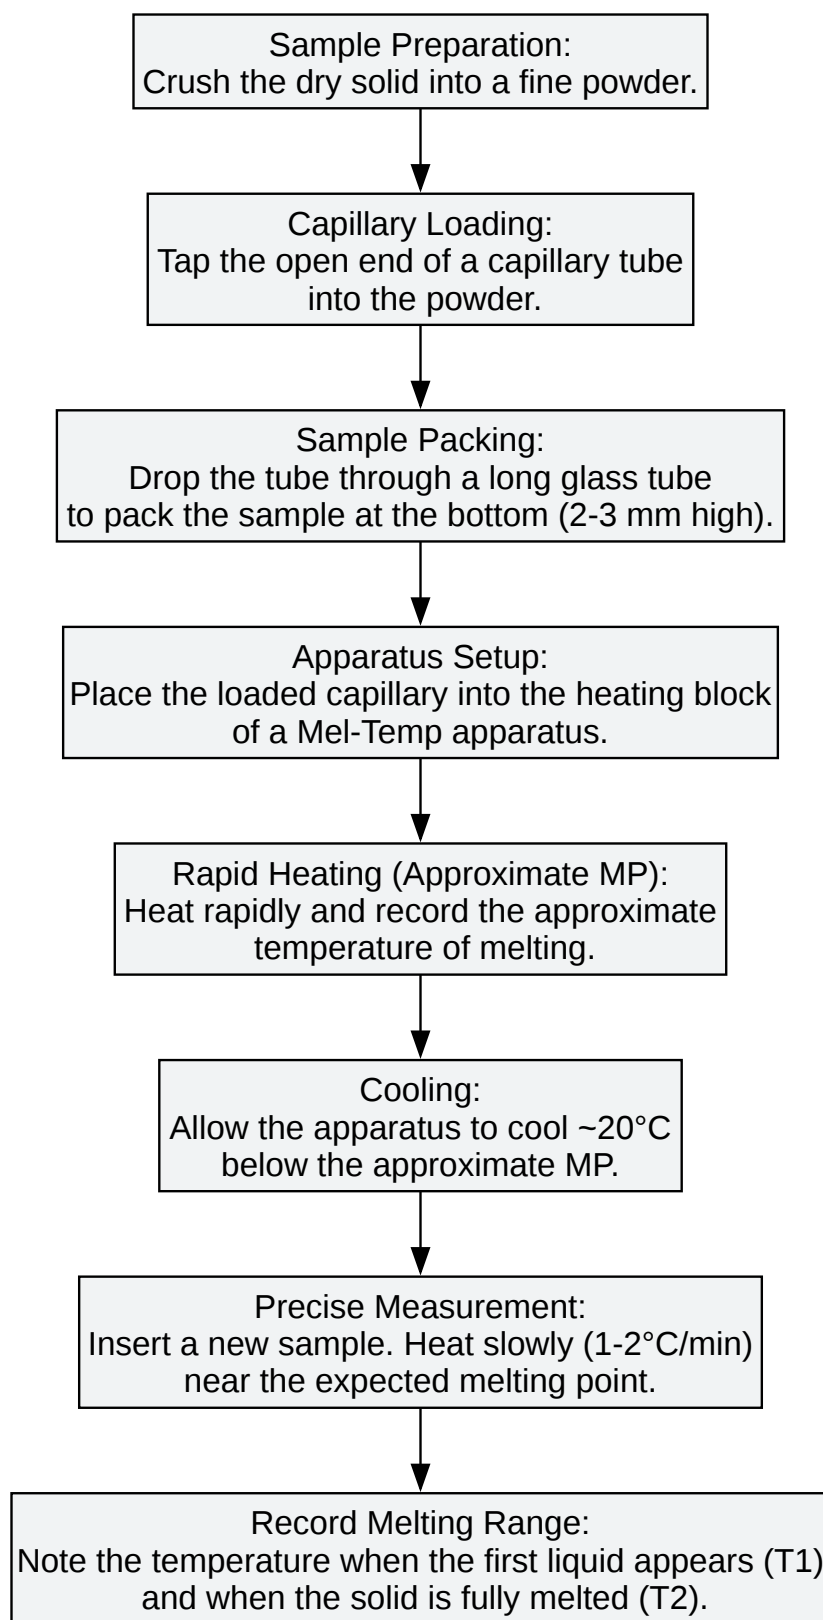 Sample Preparation:
Crush the dry solid into a fine powder.
Capillary Loading:
Tap the open end of a capillary tube
into the powder.
Sample Packing:
Drop the tube through a long glass tube
to pack the sample at the bottom (2-3 mm high).
Apparatus Setup:
Place the loaded capillary into the heating block
of a Mel-Temp apparatus.
Rapid Heating (Approximate MP):
Heat rapidly and record the approximate
temperature of melting.
Cooling:
Allow the apparatus to cool ~20°C
below the approximate MP.
Precise Measurement:
Insert a new sample. Heat slowly (1-2°C/min)
near the expected melting point.
Record Melting Range:
Note the temperature when the first liquid appears (T1)
and when the solid is fully melted (T2).